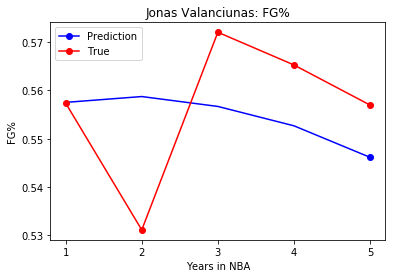 Jonas Valanciunas: FG%
Prediction
True
0.57
0.56
0.55
0.54
0.53
FG%
1 2 3 4 5
Years in NBA